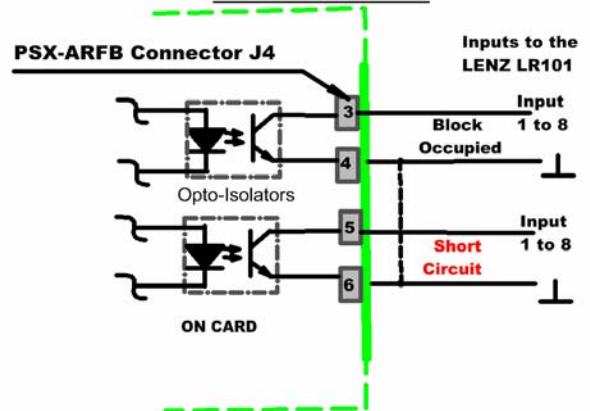 PSX-ARFB Connector J4
Inputs to the
LENZ LR101
3
Input
1 to 8
Block
Occupied
4
Opto-Isolators
5
Input
1 to 8
Short
Circuit
6
ON CARD